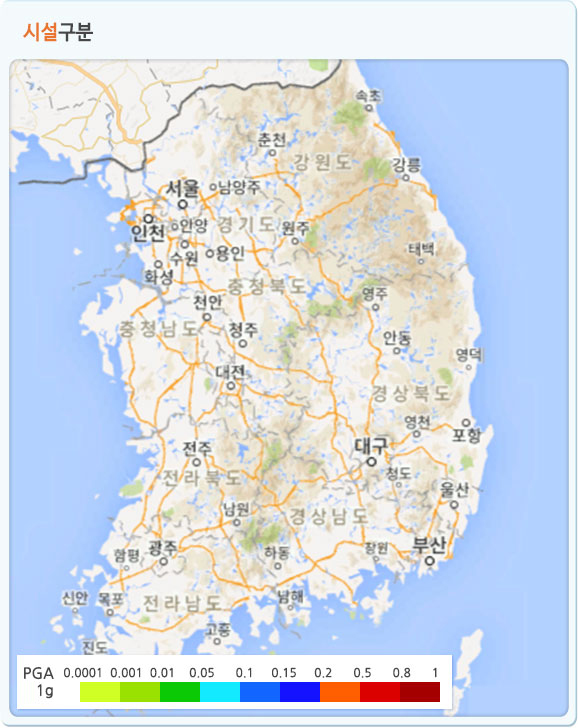 시설구분
속초
춘천
강원도
강릉
서울
남양주
인천
안양
경기도
원주
수원
용인
태백
화성
충청북도
영주
천안
충청남도
청주
안동
영덕
대전
경상북도
영천
포항
전주
대구
청도
전라북도
울산
남원
경상남도
함평
광주
하동
창원
부산
신안
목포
전라남도
남해
고흥
진도
PGA 0.0001 0.001 0.01 0.05 0.1 0.15 0.2 0.5 0.8 1
1g